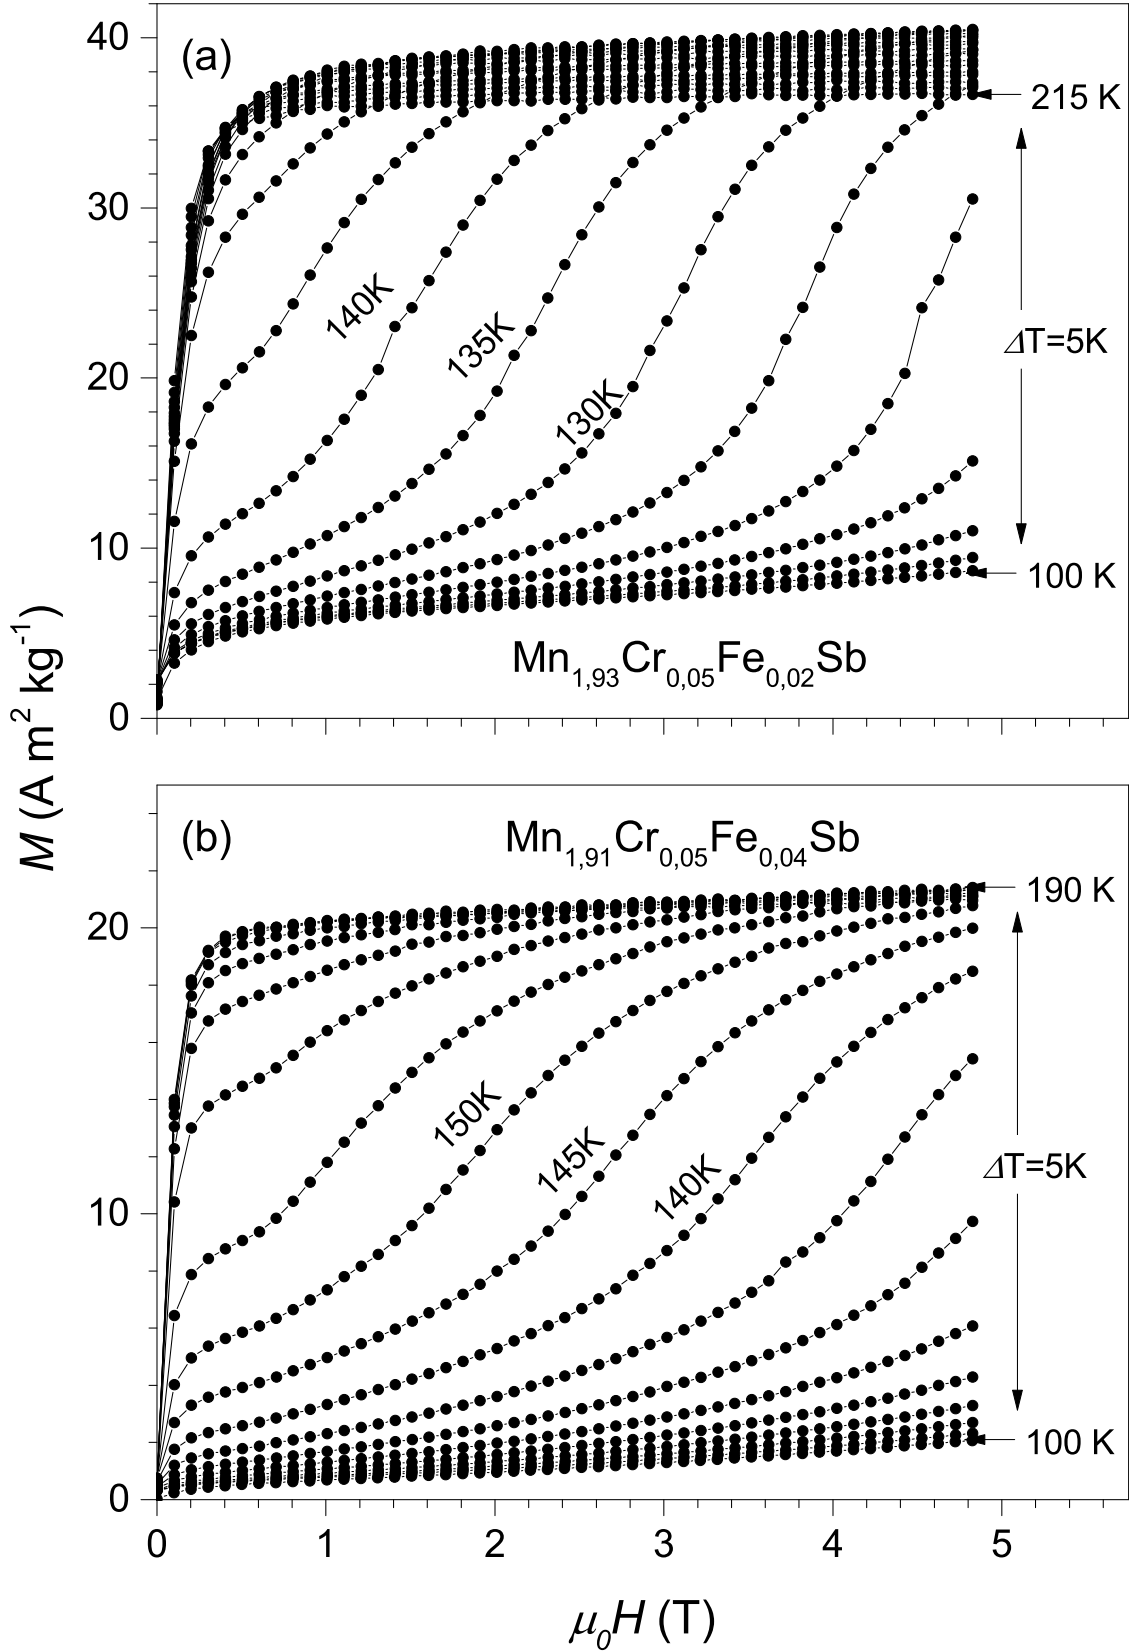 (a)
40
30
20
10
0
215 K
140K
135K
130K
ΔT=5K
100 K
Mn1,93Cr0,05Fe0,02Sb
M (A m² kg⁻¹)
(b)
Mn1,91Cr0,05Fe0,04Sb
20
10
0
190 K
150K
145K
140K
ΔT=5K
100 K
0 1 2 3 4 5
μ0H (T)